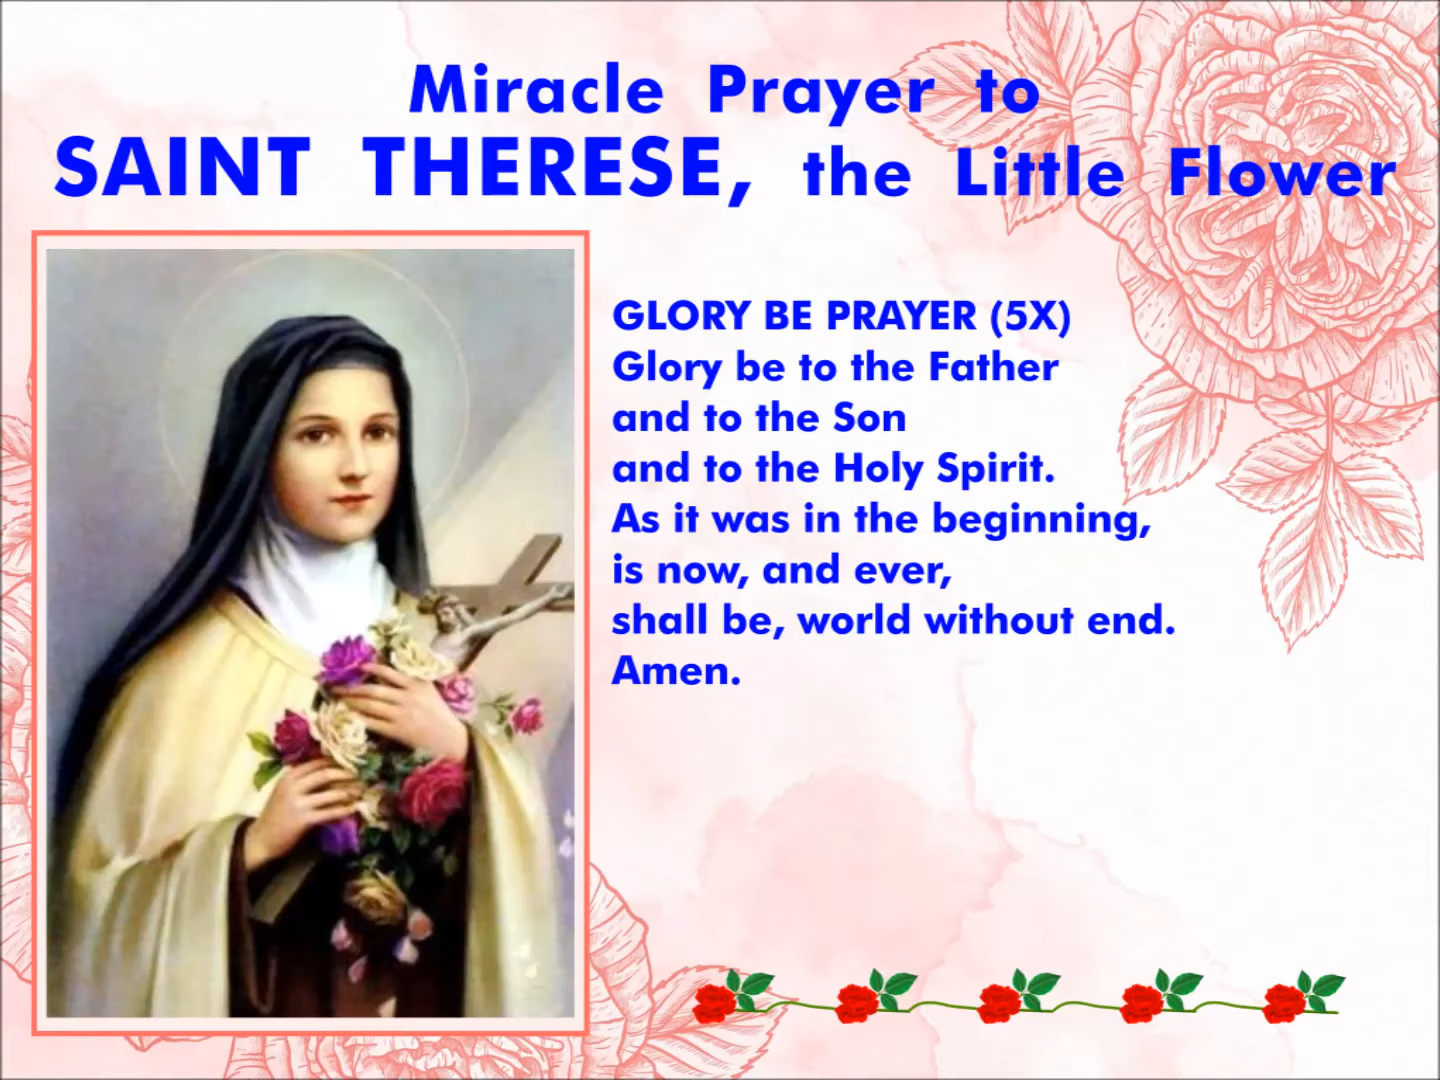 Miracle Prayer to
SAINT THERESE, the Little Flower
GLORY BE PRAYER (5X)
Glory be to the Father
and to the Son
and to the Holy Spirit.
As it was in the beginning,
is now, and ever,
shall be, world without end.
Amen.